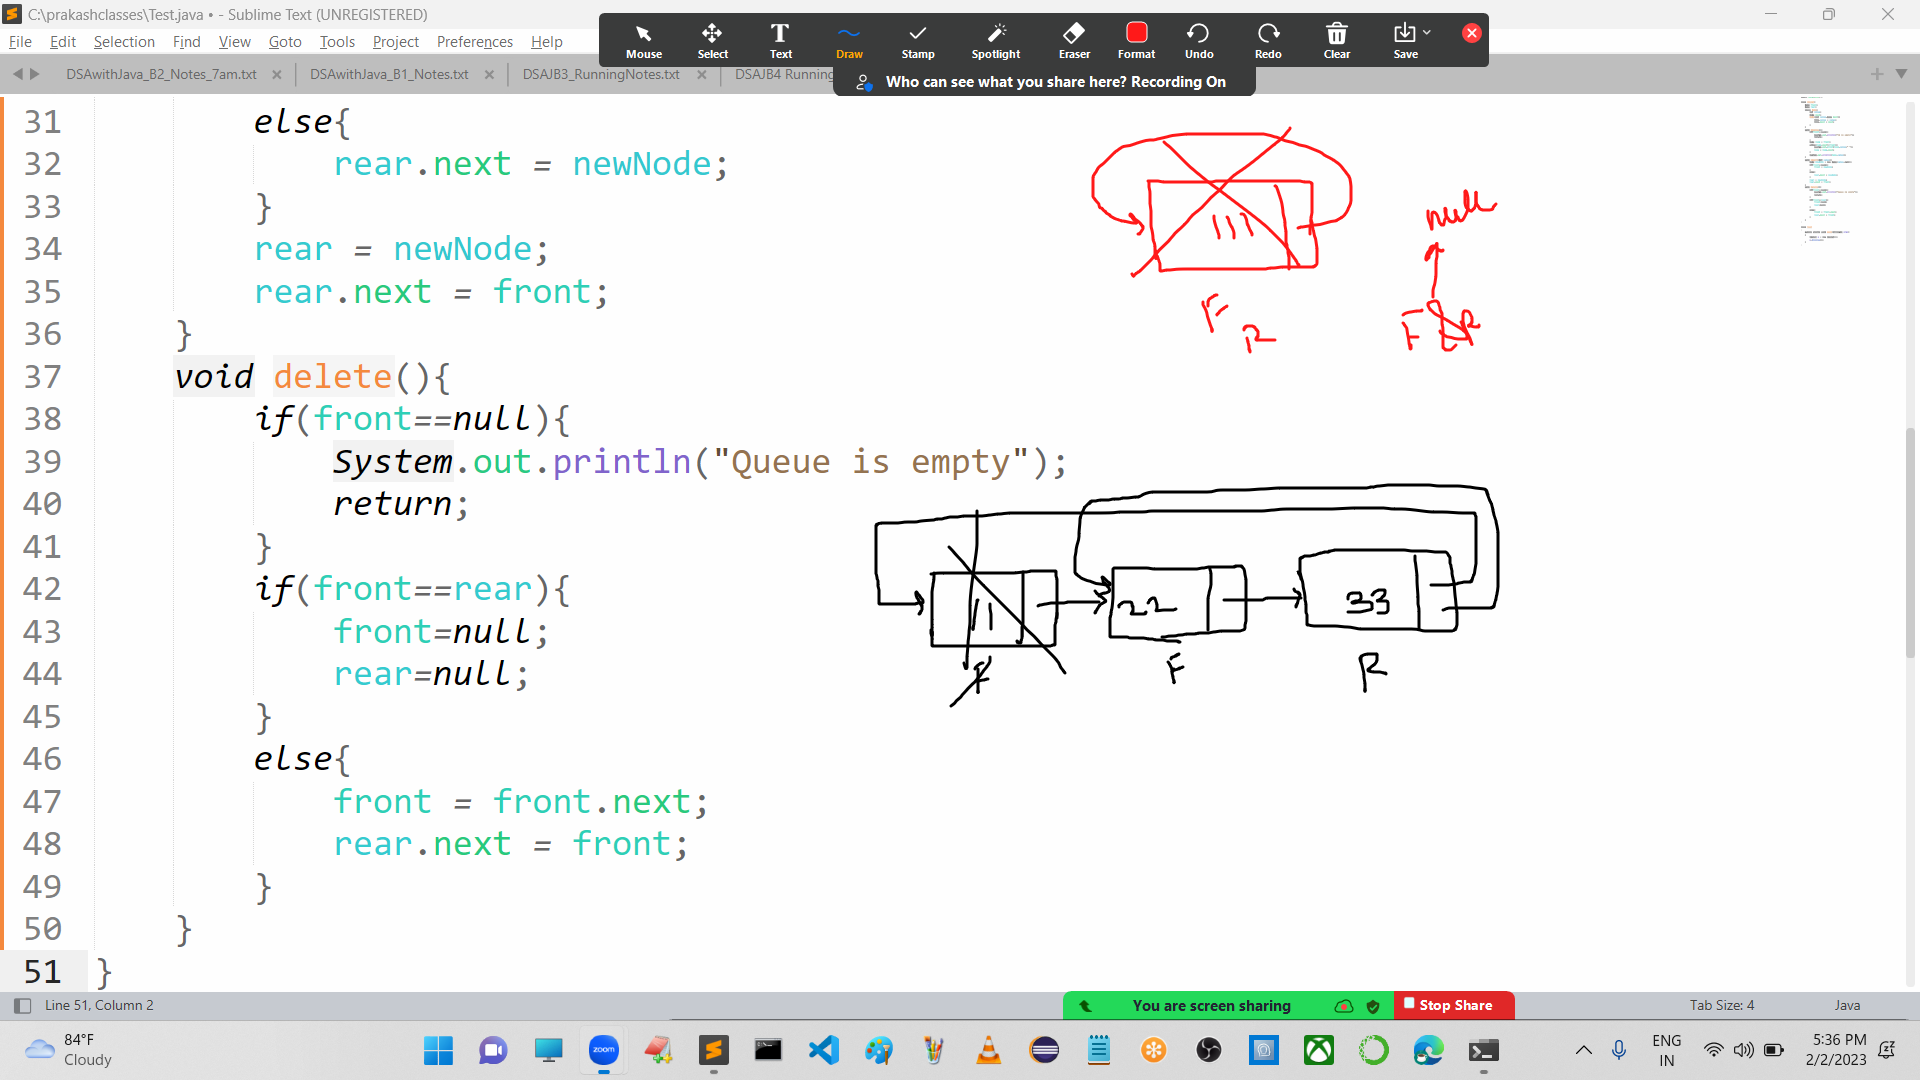 C:\prakashclasses\Test.java • - Sublime Text (UNREGISTERED)
File Edit Selection Find View Goto Tools Project Preferences Help
Mouse Select Text Draw Stamp Spotlight Eraser Format Undo Redo Clear Save
Who can see what you share here? Recording On
DSAwithJava_B2_Notes_7am.txt DSAwithJava_B1_Notes.txt DSAJB3_RunningNotes.txt DSAJB4 Running
31 else{
32 rear.next = newNode;
33 }
34 rear = newNode;
35 rear.next = front;
36 }
37 void delete(){
38 if(front==null){
39 System.out.println("Queue is empty");
40 return;
41 }
42 if(front==rear){
43 front=null;
44 rear=null;
45 }
46 else{
47 front = front.next;
48 rear.next = front;
49 }
50 }
51 }
111
F
R
null
F R
11 22 33
F F R
Line 51, Column 2
You are screen sharing
Stop Share
Tab Size: 4
Java
84°F
Cloudy
zoom
ENG
IN
5:36 PM
2/2/2023